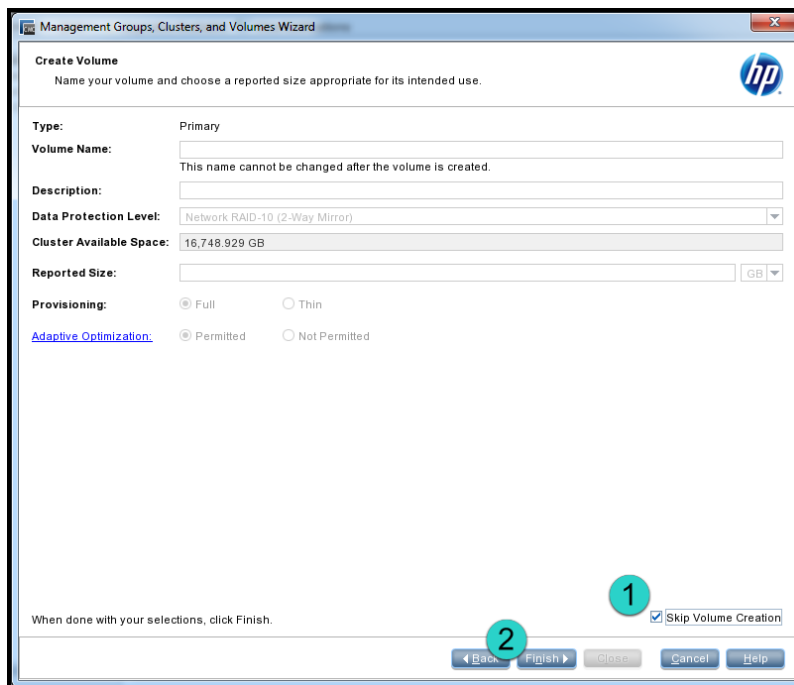 CMC Management Groups, Clusters, and Volumes Wizard
Create Volume
Name your volume and choose a reported size appropriate for its intended use.
hp
Type: Primary
Volume Name:
This name cannot be changed after the volume is created.
Description:
Data Protection Level: Network RAID-10 (2-Way Mirror)
Cluster Available Space: 16,748.929 GB
Reported Size: GB
Provisioning: Full Thin
Adaptive Optimization: Permitted Not Permitted
1
Skip Volume Creation
When done with your selections, click Finish.
2
Back Finish Close Cancel Help